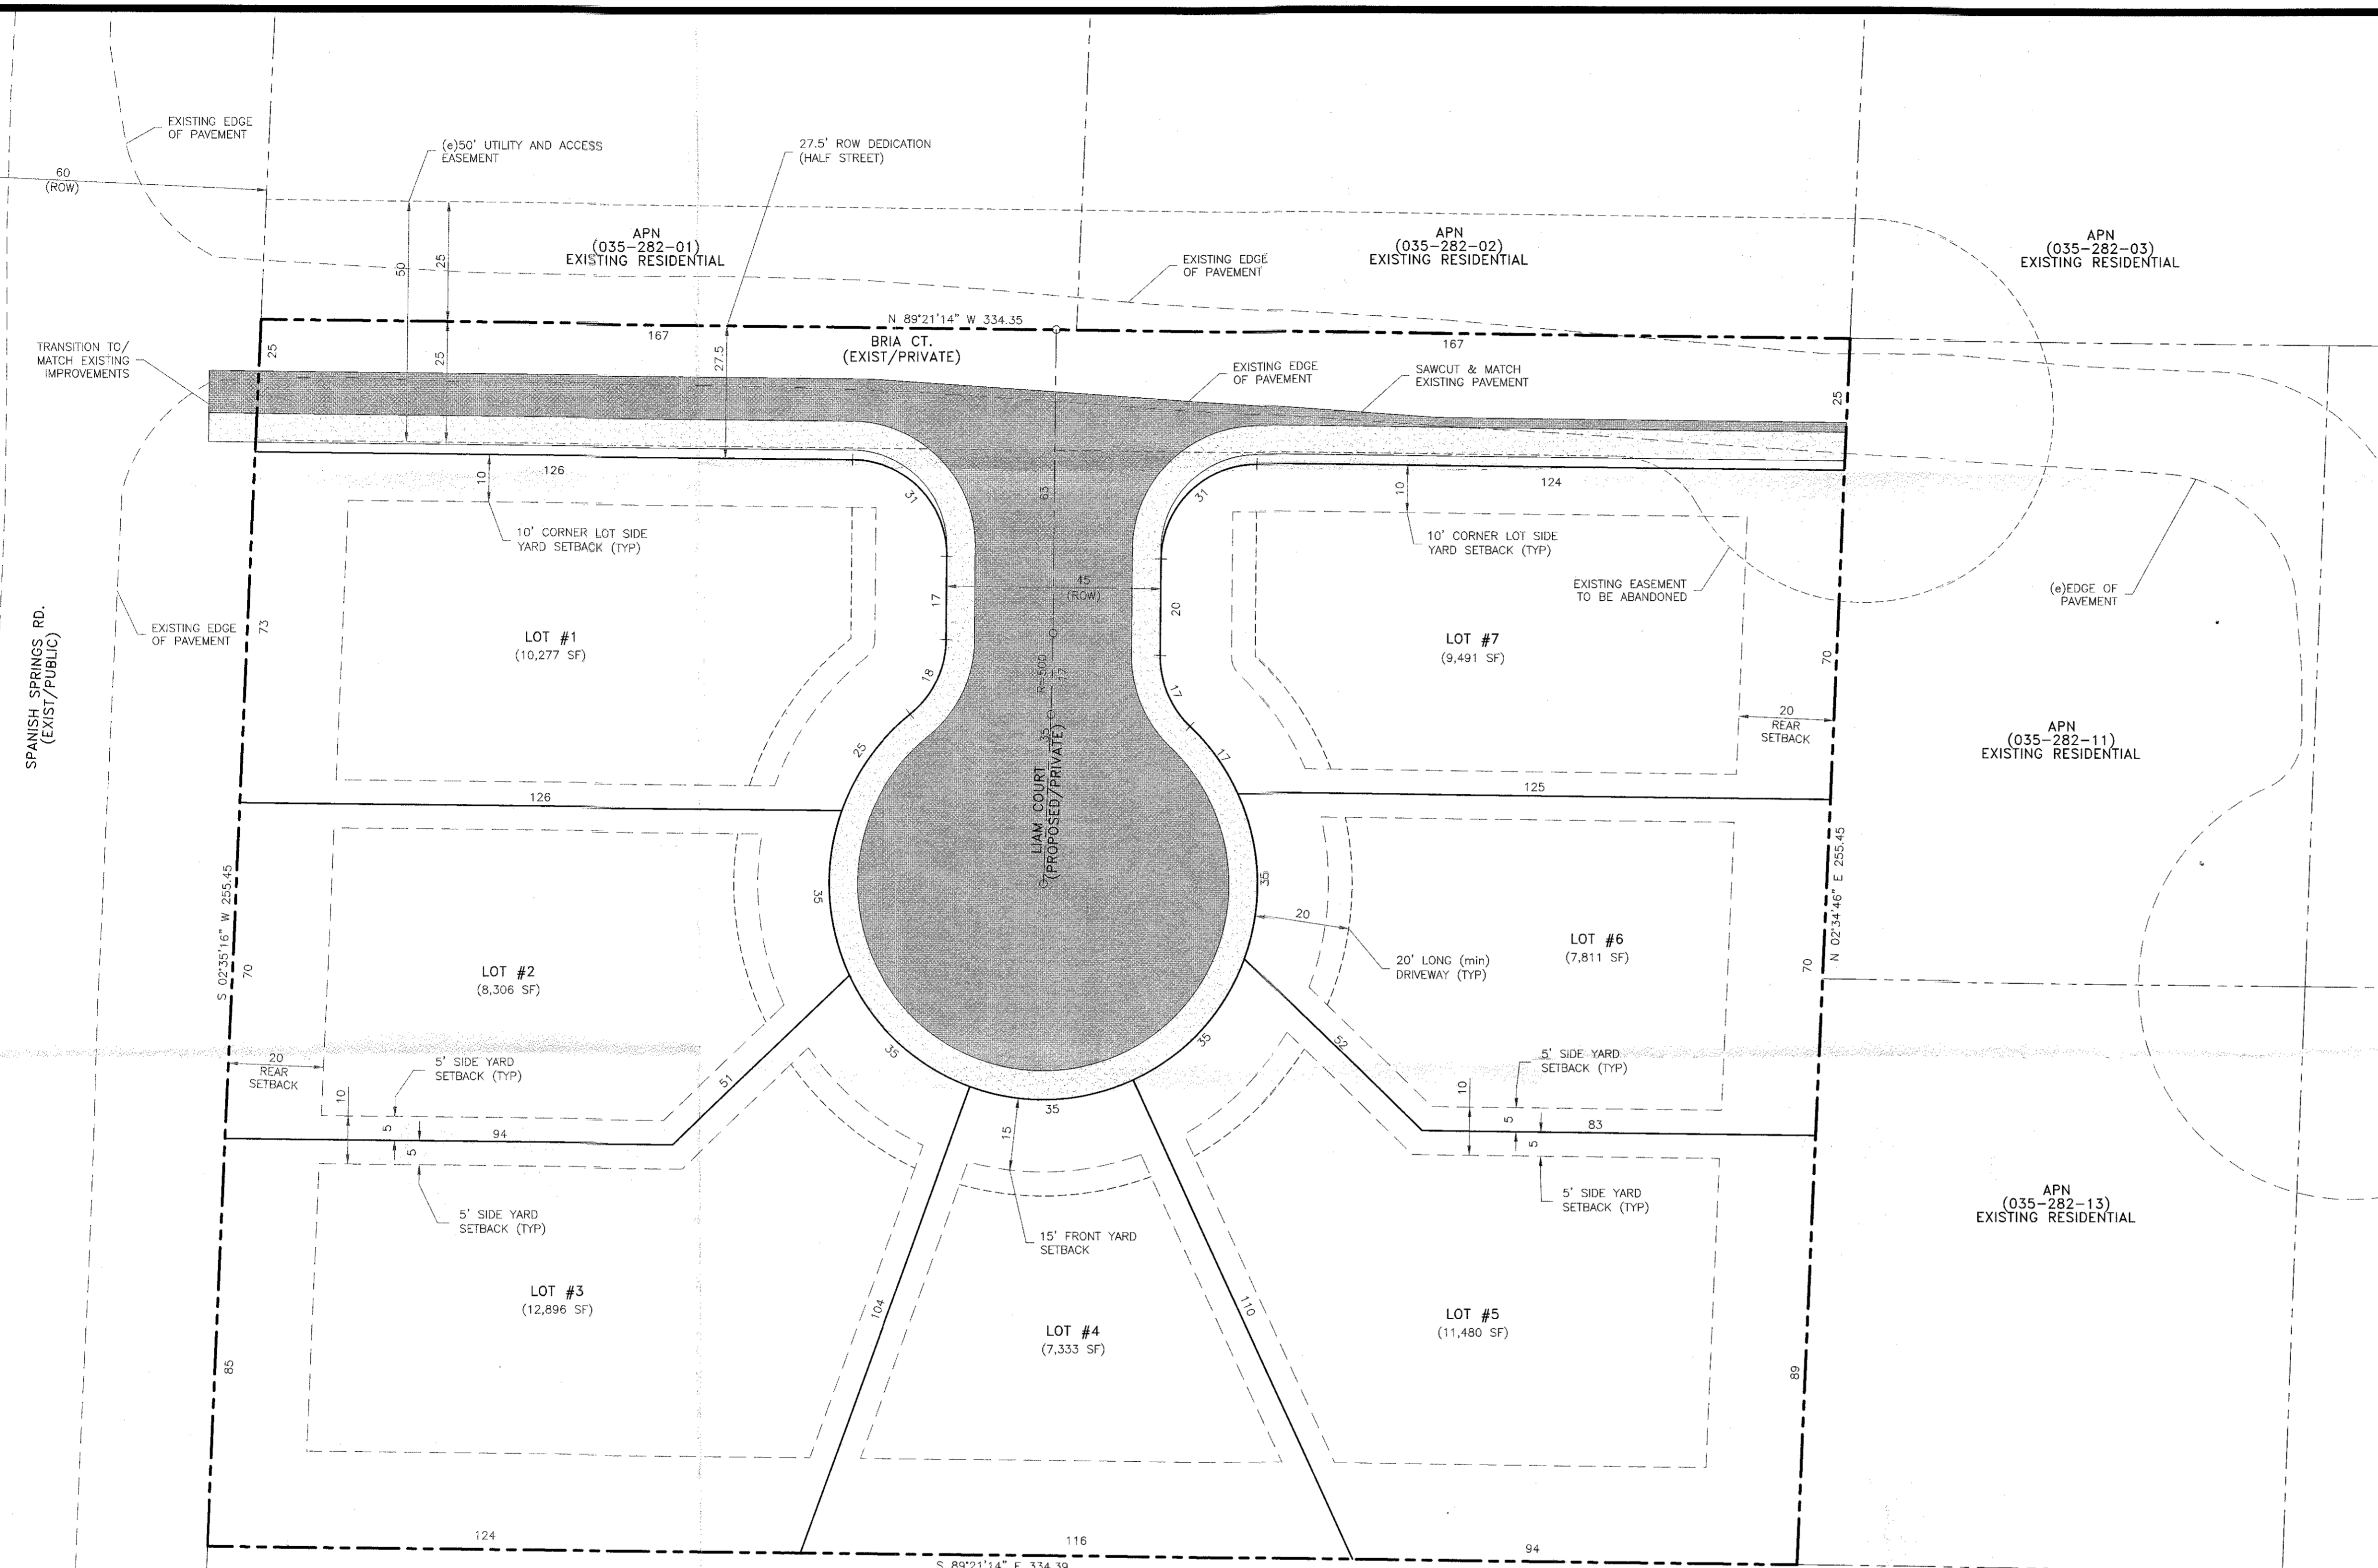 EXISTING EDGE
OF PAVEMENT
60
(ROW)
(e)50' UTILITY AND ACCESS
EASEMENT
27.5' ROW DEDICATION
(HALF STREET)
50
25
25
27.5
APN
(035-282-01)
EXISTING RESIDENTIAL
EXISTING EDGE
OF PAVEMENT
APN
(035-282-02)
EXISTING RESIDENTIAL
APN
(035-282-03)
EXISTING RESIDENTIAL
TRANSITION TO/
MATCH EXISTING
IMPROVEMENTS
25
167
N 89°21'14" W 334.35
BRIA CT.
(EXIST/PRIVATE)
167
EXISTING EDGE
OF PAVEMENT
SAWCUT & MATCH
EXISTING PAVEMENT
25
126
10
31
63
31
10
124
10' CORNER LOT SIDE
YARD SETBACK (TYP)
10' CORNER LOT SIDE
YARD SETBACK (TYP)
EXISTING EASEMENT
TO BE ABANDONED
(e)EDGE OF
PAVEMENT
SPANISH SPRINGS RD.
(EXIST/PUBLIC)
EXISTING EDGE
OF PAVEMENT
73
LOT #1
(10,277 SF)
17
45
(ROW)
20
LOT #7
(9,491 SF)
70
18
R=500
17
17
25
35
17
20
REAR
SETBACK
APN
(035-282-11)
EXISTING RESIDENTIAL
LIAM COURT
(PROPOSED/PRIVATE)
126
125
S 02°35'16" W 255.45
70
LOT #2
(8,306 SF)
35
35
20
20' LONG (min)
DRIVEWAY (TYP)
LOT #6
(7,811 SF)
70
N 02°34'46" E 255.45
20
REAR
SETBACK
10
5' SIDE YARD
SETBACK (TYP)
5
5
94
51
35
35
35
52
10
5' SIDE YARD
SETBACK (TYP)
5
5
83
5' SIDE YARD
SETBACK (TYP)
15
15' FRONT YARD
SETBACK
5' SIDE YARD
SETBACK (TYP)
APN
(035-282-13)
EXISTING RESIDENTIAL
LOT #3
(12,896 SF)
104
LOT #4
(7,333 SF)
110
LOT #5
(11,480 SF)
85
89
124
116
94
S 89°21'14" E 334.39